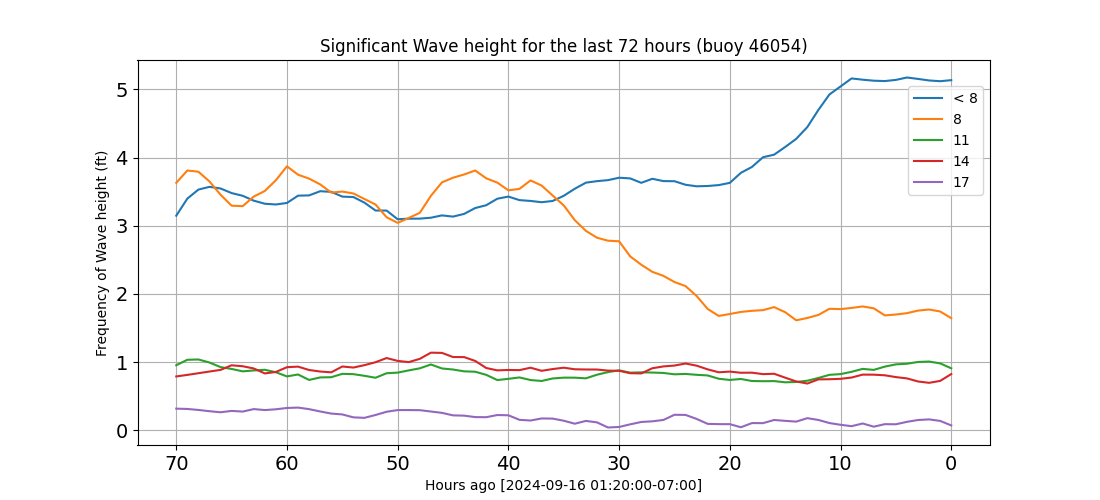 Significant Wave height for the last 72 hours (buoy 46054)
Frequency of Wave height (ft)
5
4
3
2
1
0
< 8
8
11
14
17
70 60 50 40 30 20 10 0
Hours ago [2024-09-16 01:20:00-07:00]